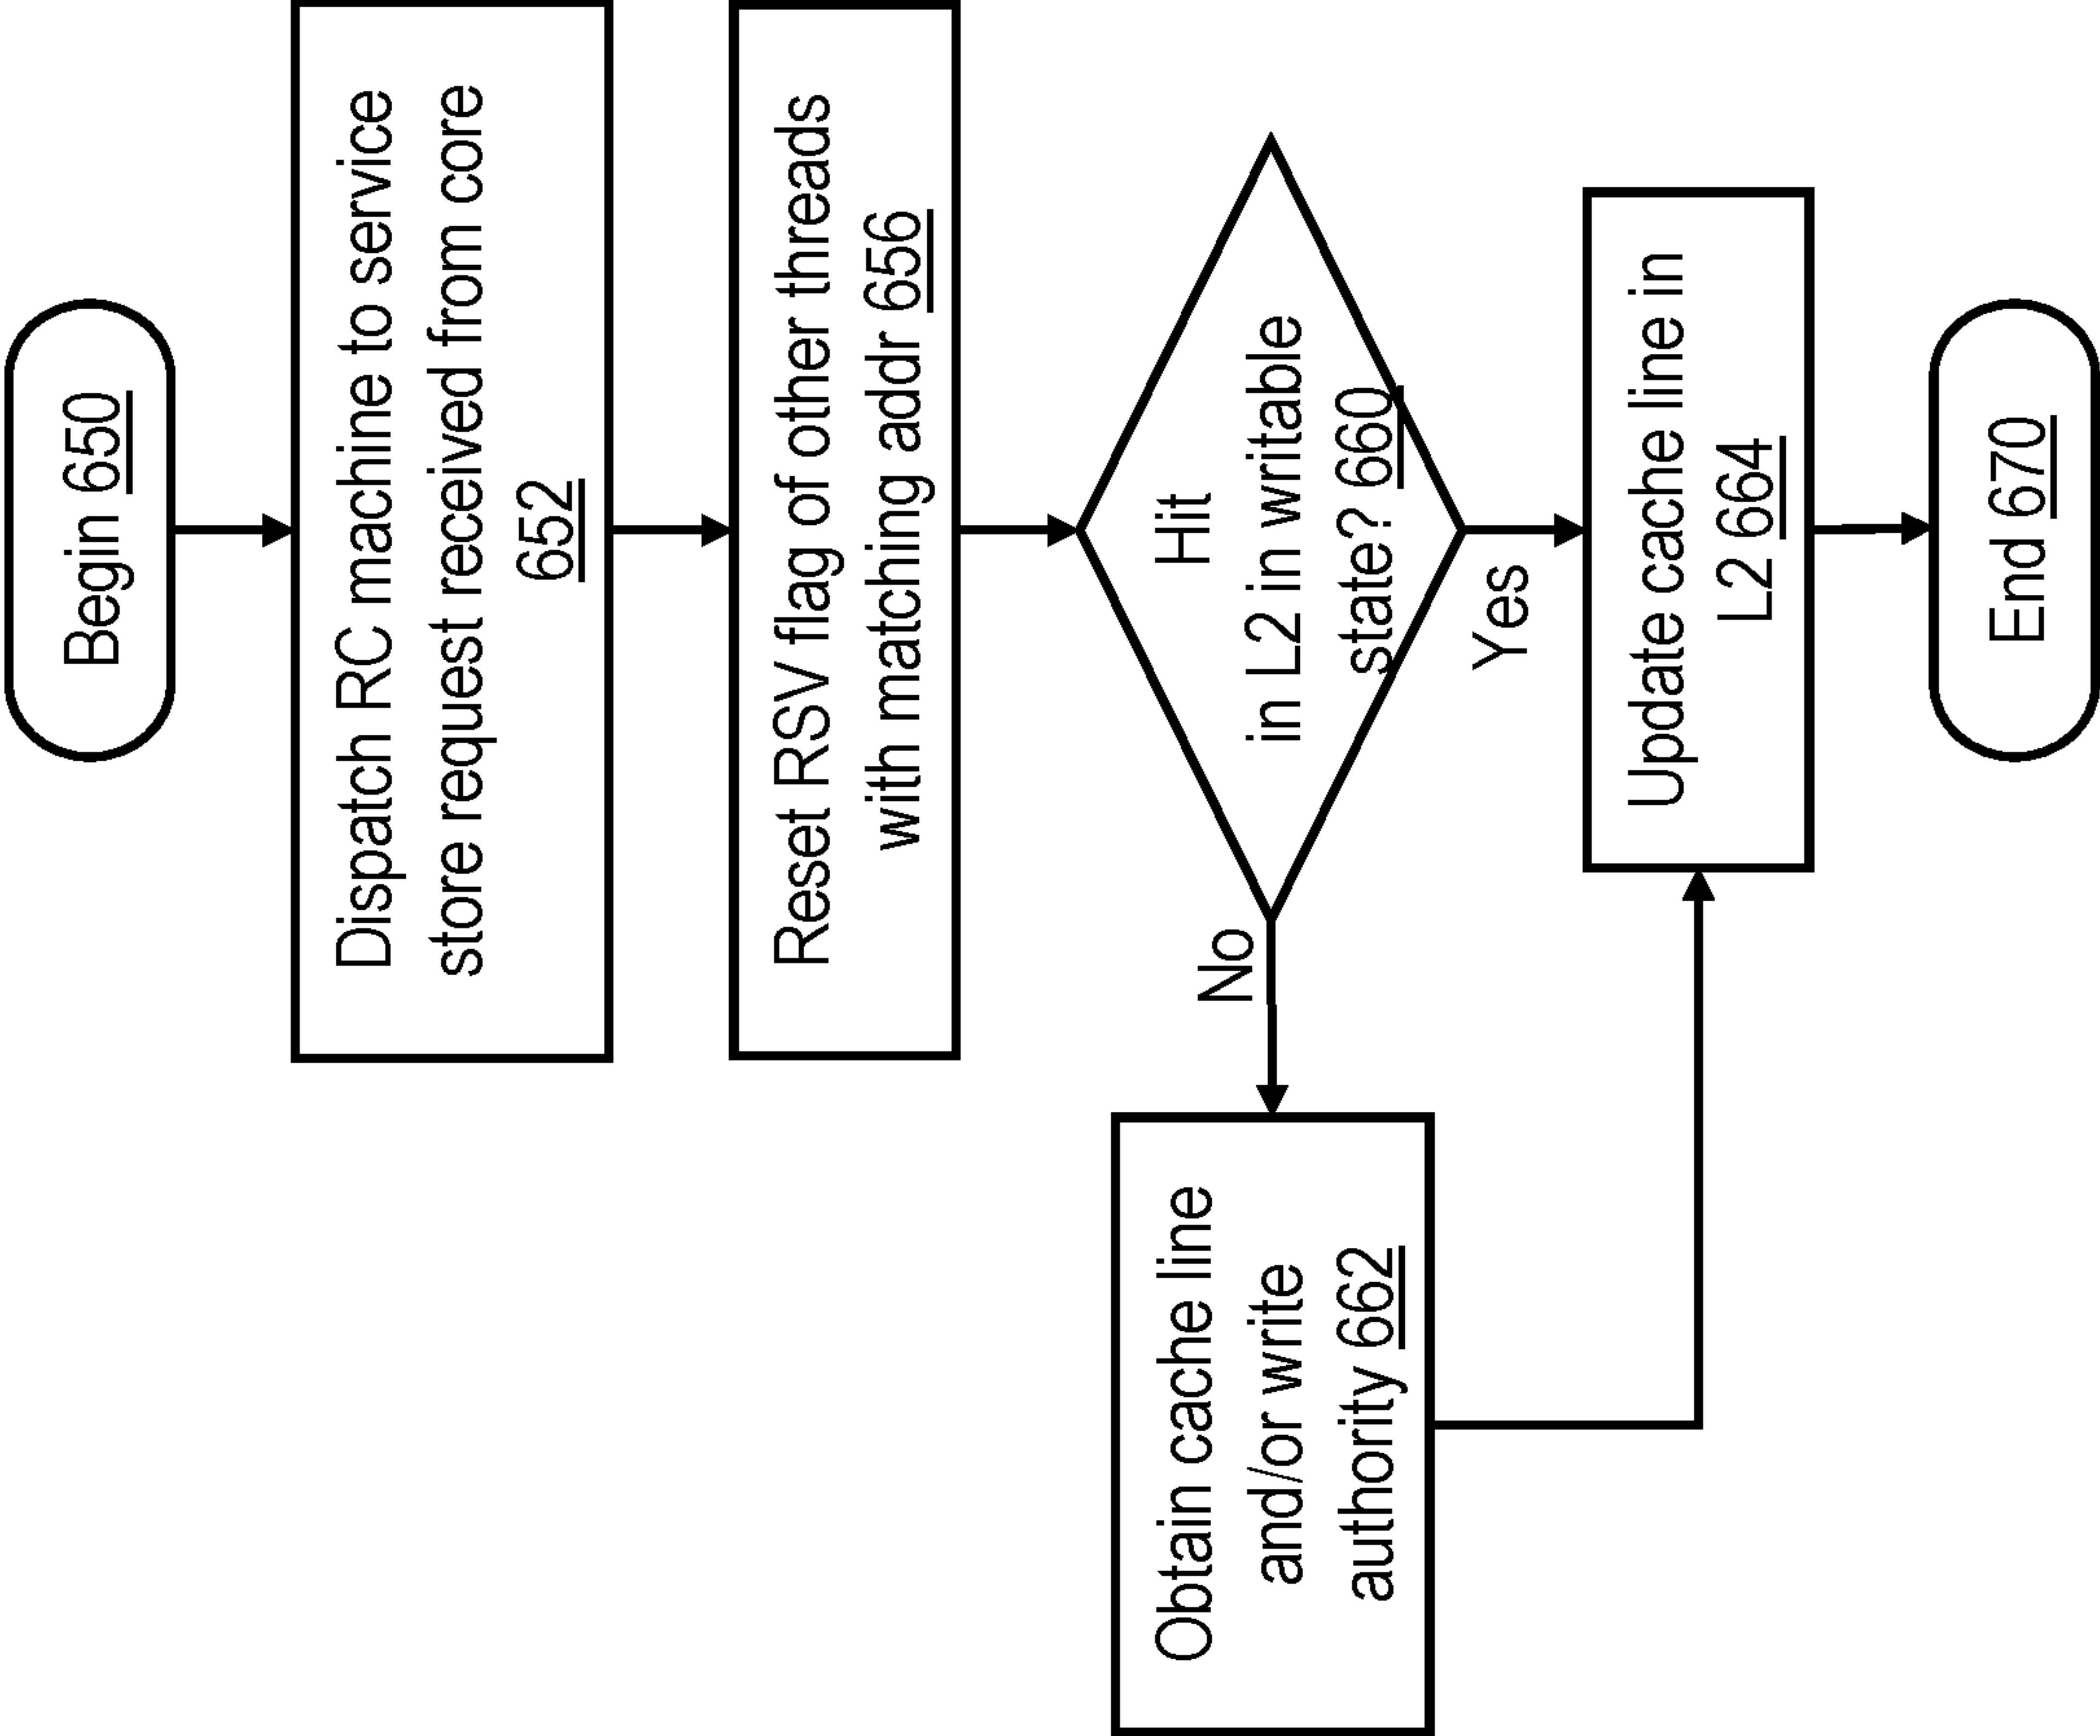 Begin 650
Dispatch RC machine to service
store request received from core
652
Reset RSV flag of other threads
with matching addr 656
Hit
in L2 in writable
state? 660
No
Yes
Obtain cache line
and/or write
authority 662
Update cache line in
L2 664
End 670